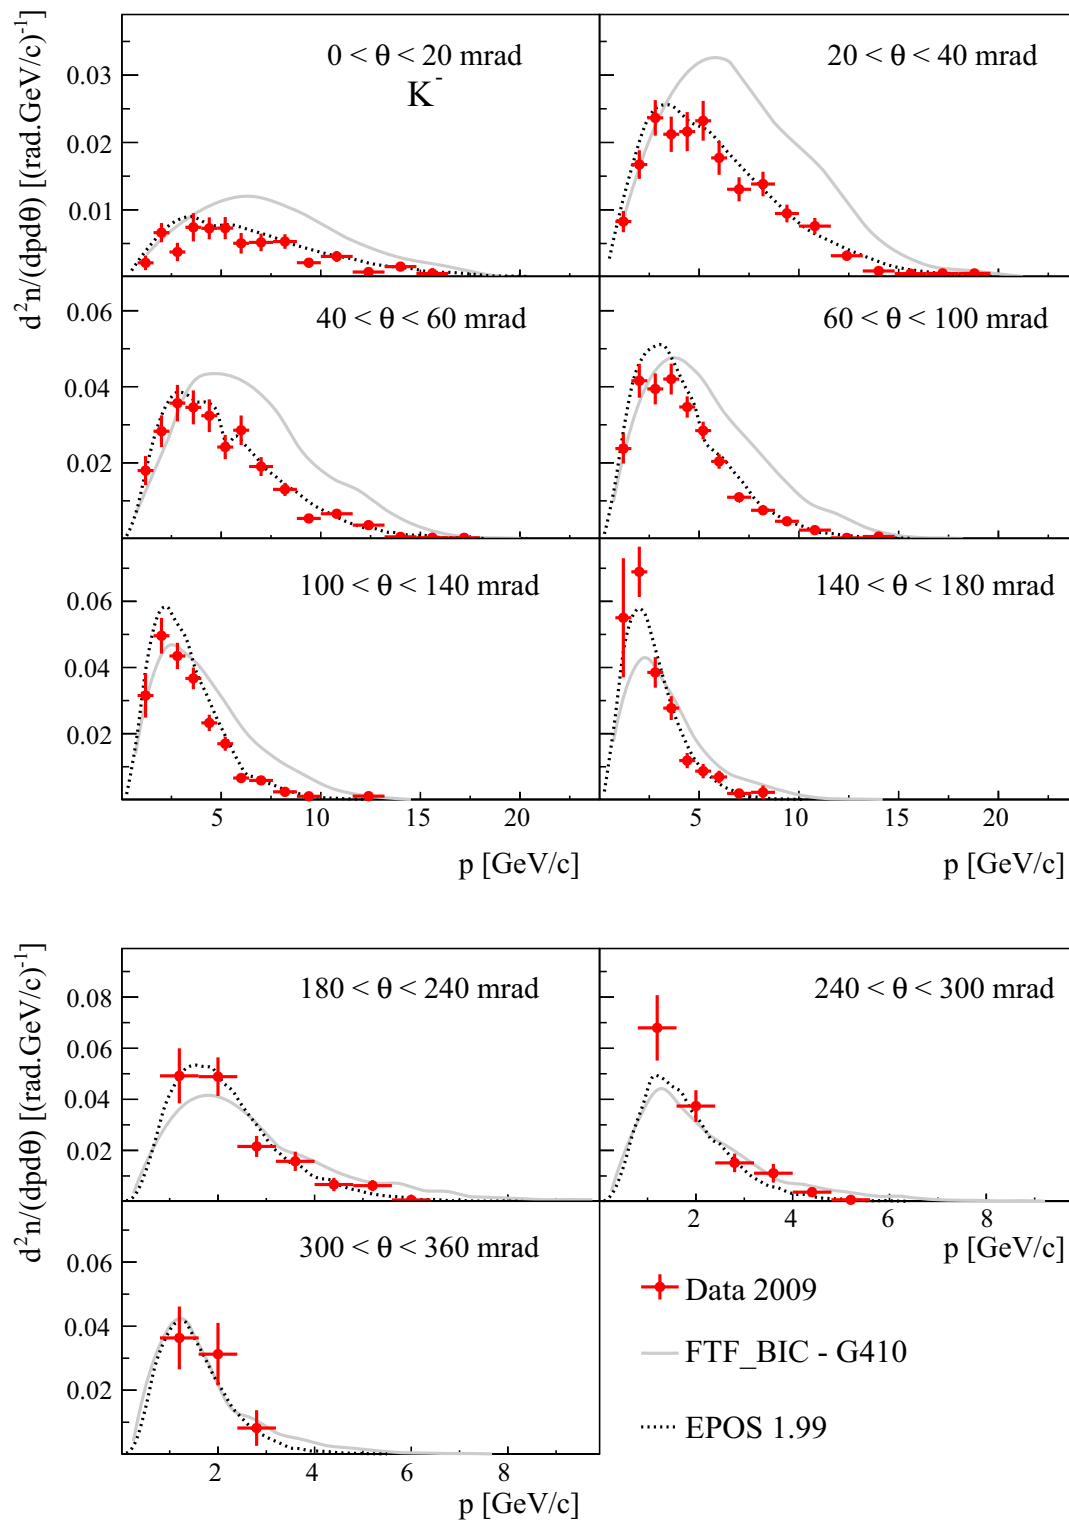 d²n/(dpdθ) [(rad.GeV/c)⁻¹]
0 < θ < 20 mrad
K⁻
20 < θ < 40 mrad
0.03
0.02
0.01
40 < θ < 60 mrad
60 < θ < 100 mrad
0.06
0.04
0.02
100 < θ < 140 mrad
140 < θ < 180 mrad
0.06
0.04
0.02
5 10 15 20
5 10 15 20
p [GeV/c]
p [GeV/c]
d²n/(dpdθ) [(rad.GeV/c)⁻¹]
180 < θ < 240 mrad
240 < θ < 300 mrad
0.08
0.06
0.04
0.02
2 4 6 8
p [GeV/c]
300 < θ < 360 mrad
0.06
0.04
0.02
2 4 6 8
p [GeV/c]
Data 2009
FTF_BIC - G410
EPOS 1.99